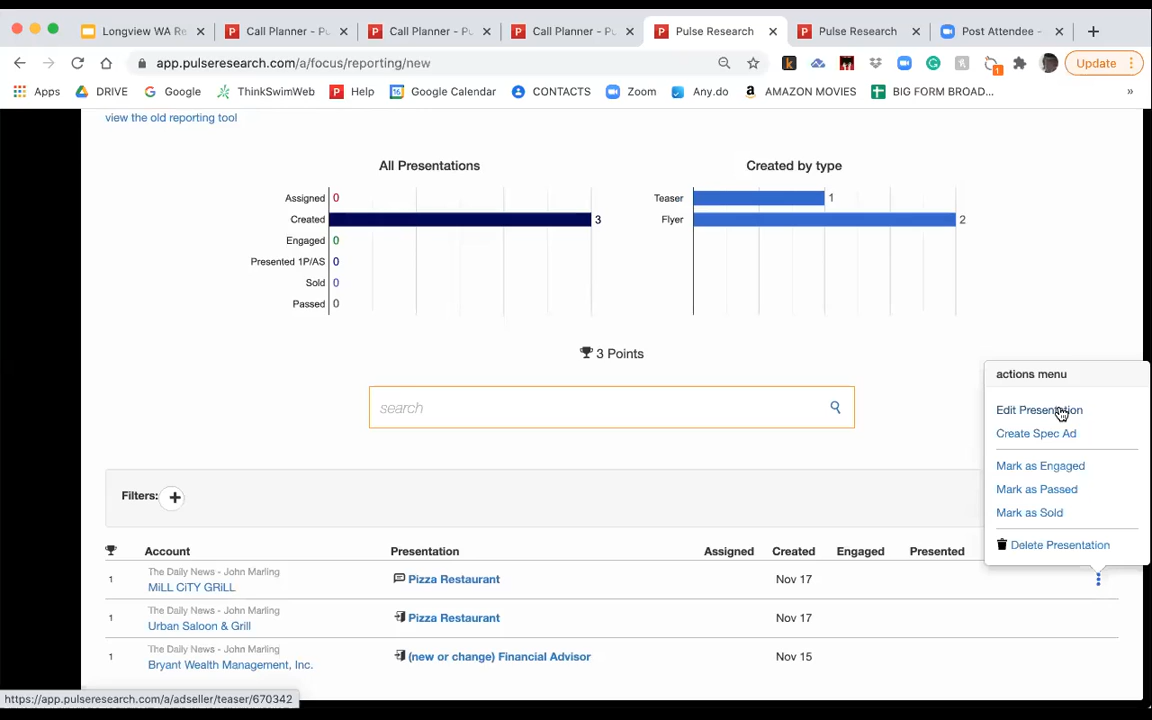 Longview WA Re
Call Planner - Pu
Call Planner - Pu
Call Planner - Pu
Pulse Research
Pulse Research
Post Attendee -
app.pulseresearch.com/a/focus/reporting/new
1
Update
Apps
DRIVE
Google
ThinkSwimWeb
Help
Google Calendar
CONTACTS
Zoom
Any.do
AMAZON MOVIES
BIG FORM BROAD...
»
view the old reporting tool
All Presentations
Assigned 0
Created 3
Engaged 0
Presented 1P/AS 0
Sold 0
Passed 0
Created by type
Teaser 1
Flyer 2
3 Points
search
Filters: +
actions menu
Edit Presentation
Create Spec Ad
Mark as Engaged
Mark as Passed
Mark as Sold
Delete Presentation
Account Presentation Assigned Created Engaged Presented
The Daily News - John Marling
1 MiLL CiTY GRiLL Pizza Restaurant Nov 17
The Daily News - John Marling
1 Urban Saloon & Grill Pizza Restaurant Nov 17
The Daily News - John Marling
1 Bryant Wealth Management, Inc. (new or change) Financial Advisor Nov 15
https://app.pulseresearch.com/a/adseller/teaser/670342